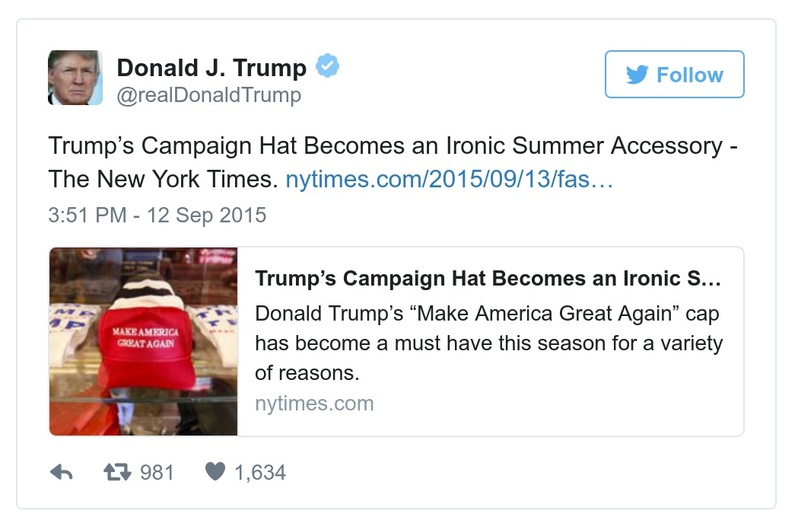 Donald J. Trump
@realDonaldTrump
Follow
Trump’s Campaign Hat Becomes an Ironic Summer Accessory -
The New York Times. nytimes.com/2015/09/13/fas…
3:51 PM - 12 Sep 2015
MAKE AMERICA
GREAT AGAIN
Trump’s Campaign Hat Becomes an Ironic S…
Donald Trump’s “Make America Great Again” cap
has become a must have this season for a variety
of reasons.
nytimes.com
981
1,634